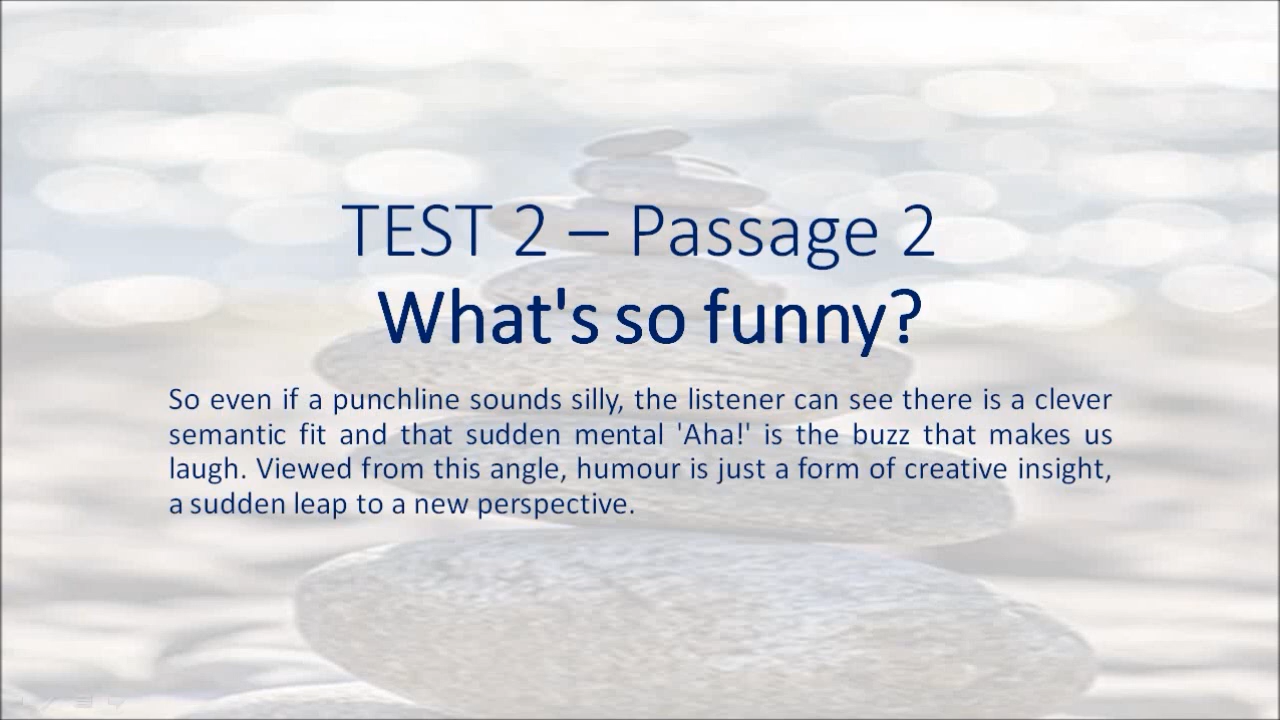 TEST 2 – Passage 2
What's so funny?
So even if a punchline sounds silly, the listener can see there is a clever
semantic fit and that sudden mental 'Aha!' is the buzz that makes us
laugh. Viewed from this angle, humour is just a form of creative insight,
a sudden leap to a new perspective.